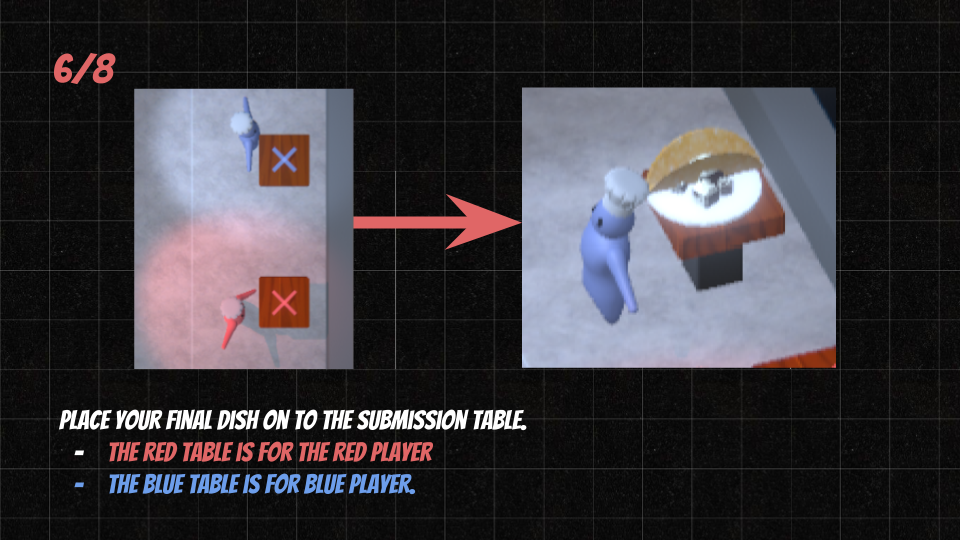 6/8
PLACE YOUR FINAL DISH ON TO THE SUBMISSION TABLE.
- THE RED TABLE IS FOR THE RED PLAYER
- THE BLUE TABLE IS FOR BLUE PLAYER.